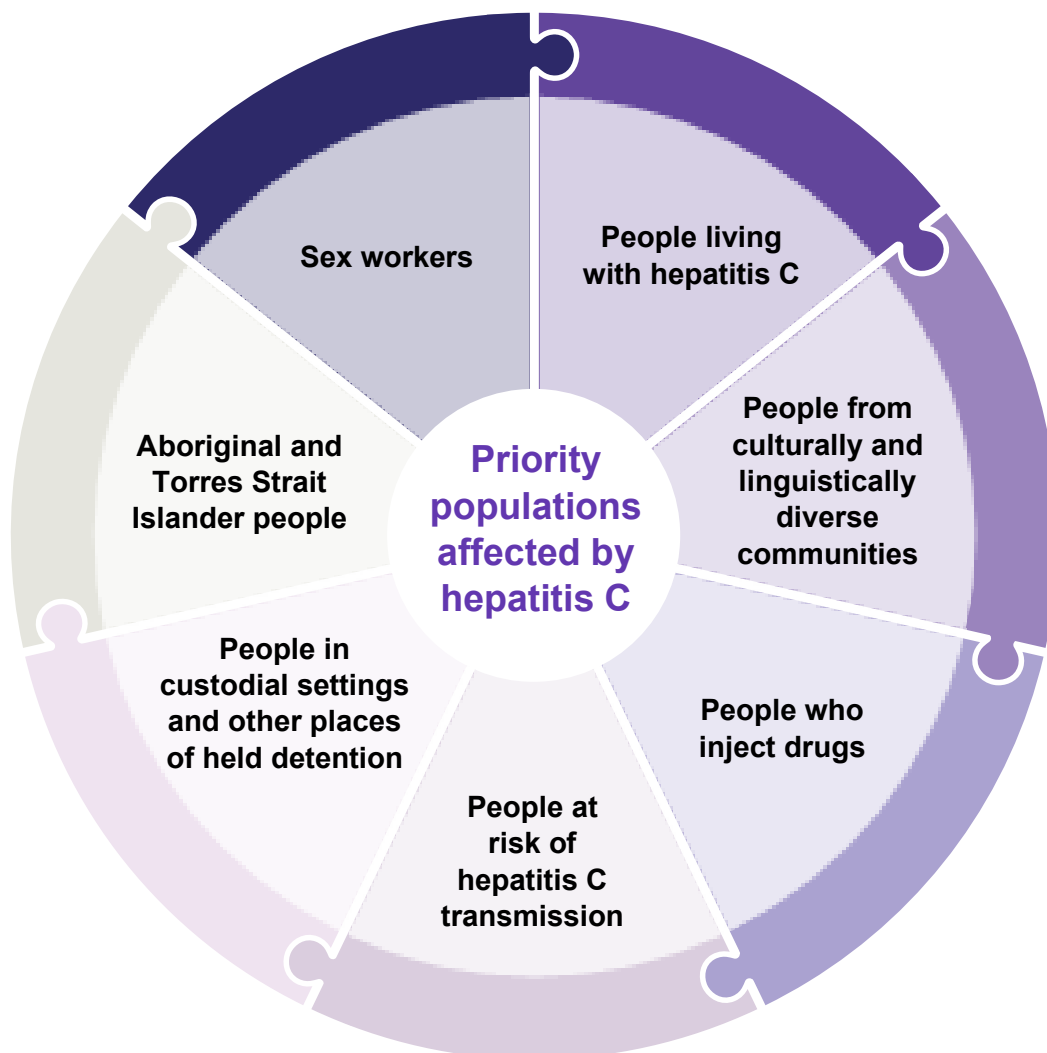 Priority
populations
affected by
hepatitis C
People living
with hepatitis C
People from
culturally and
linguistically
diverse
communities
People who
inject drugs
People at
risk of
hepatitis C
transmission
People in
custodial settings
and other places
of held detention
Aboriginal and
Torres Strait
Islander people
Sex workers